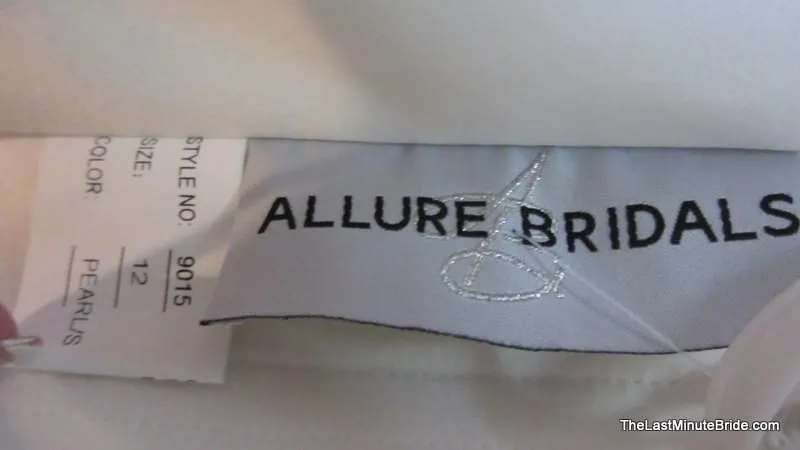 STYLE NO: 9015
SIZE: 12
COLOR: PEARL/S
ALLURE BRIDALS
TheLastMinuteBride.com